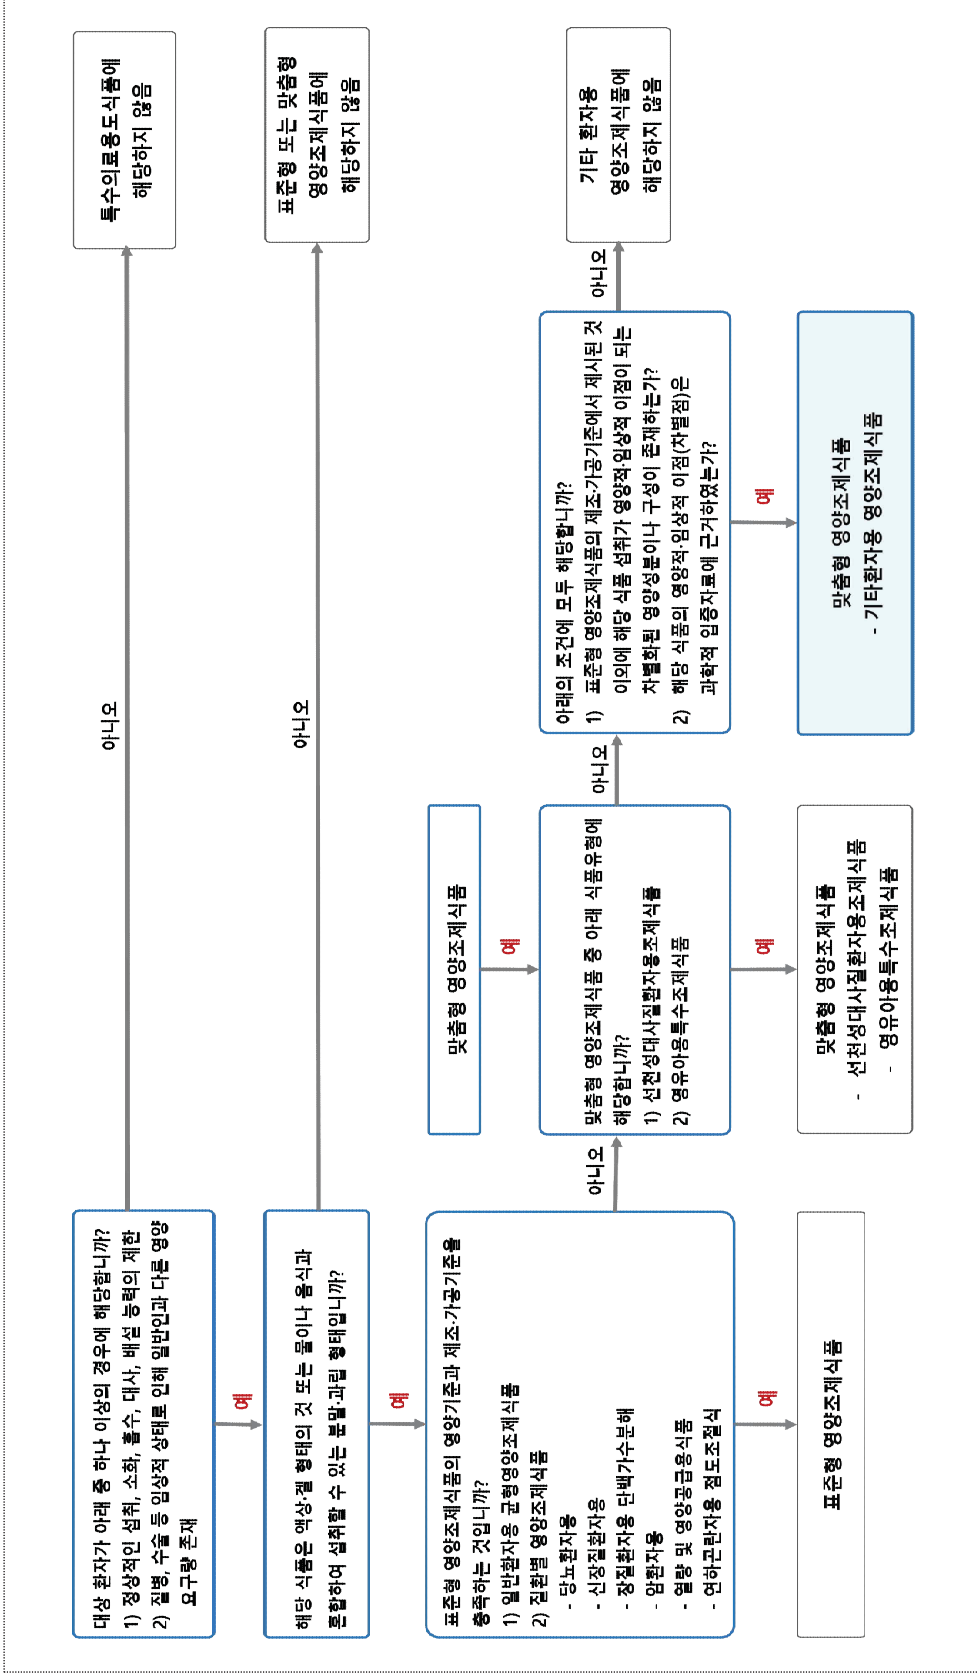 대상 환자가 아래 중 하나 이상의 경우에 해당합니까?
1) 정상적인 섭취, 소화, 흡수, 대사, 배설 능력의 제한
2) 질병, 수술 등 임상적 상태로 인해 일반인과 다른 영양
요구량 존재
아니오
특수의료용도식품에
해당하지 않음
예
해당 식품은 액상·겔 형태의 것 또는 물이나 음식과
혼합하여 섭취할 수 있는 분말·과립 형태입니까?
아니오
표준형 또는 맞춤형
영양조제식품에
해당하지 않음
예
표준형 영양조제식품의 영양기준과 제조·가공기준을
충족하는 것입니까?
1) 일반환자용 균형영양조제식품
2) 질환별 영양조제식품
- 당뇨환자용
- 신장질환자용
- 장질환자용 단백가수분해
- 암환자용
- 열량 및 영양공급용식품
- 연하곤란자용 점도조절식
예
표준형 영양조제식품
아니오
맞춤형 영양조제식품
예
맞춤형 영양조제식품 중 아래 식품유형에
해당합니까?
1) 선천성대사질환자용조제식품
2) 영유아용특수조제식품
예
맞춤형 영양조제식품
- 선천성대사질환자용조제식품
- 영유아용특수조제식품
아니오
아래의 조건에 모두 해당합니까?
1) 표준형 영양조제식품의 제조·가공기준에서 제시된 것
이외에 해당 식품 섭취가 영양적·임상적 이점이 되는
차별화된 영양성분이나 구성이 존재하는가?
2) 해당 식품의 영양적·임상적 이점(차별점)은
과학적 입증자료에 근거하였는가?
예
맞춤형 영양조제식품
- 기타환자용 영양조제식품
아니오
기타 환자용
영양조제식품에
해당하지 않음